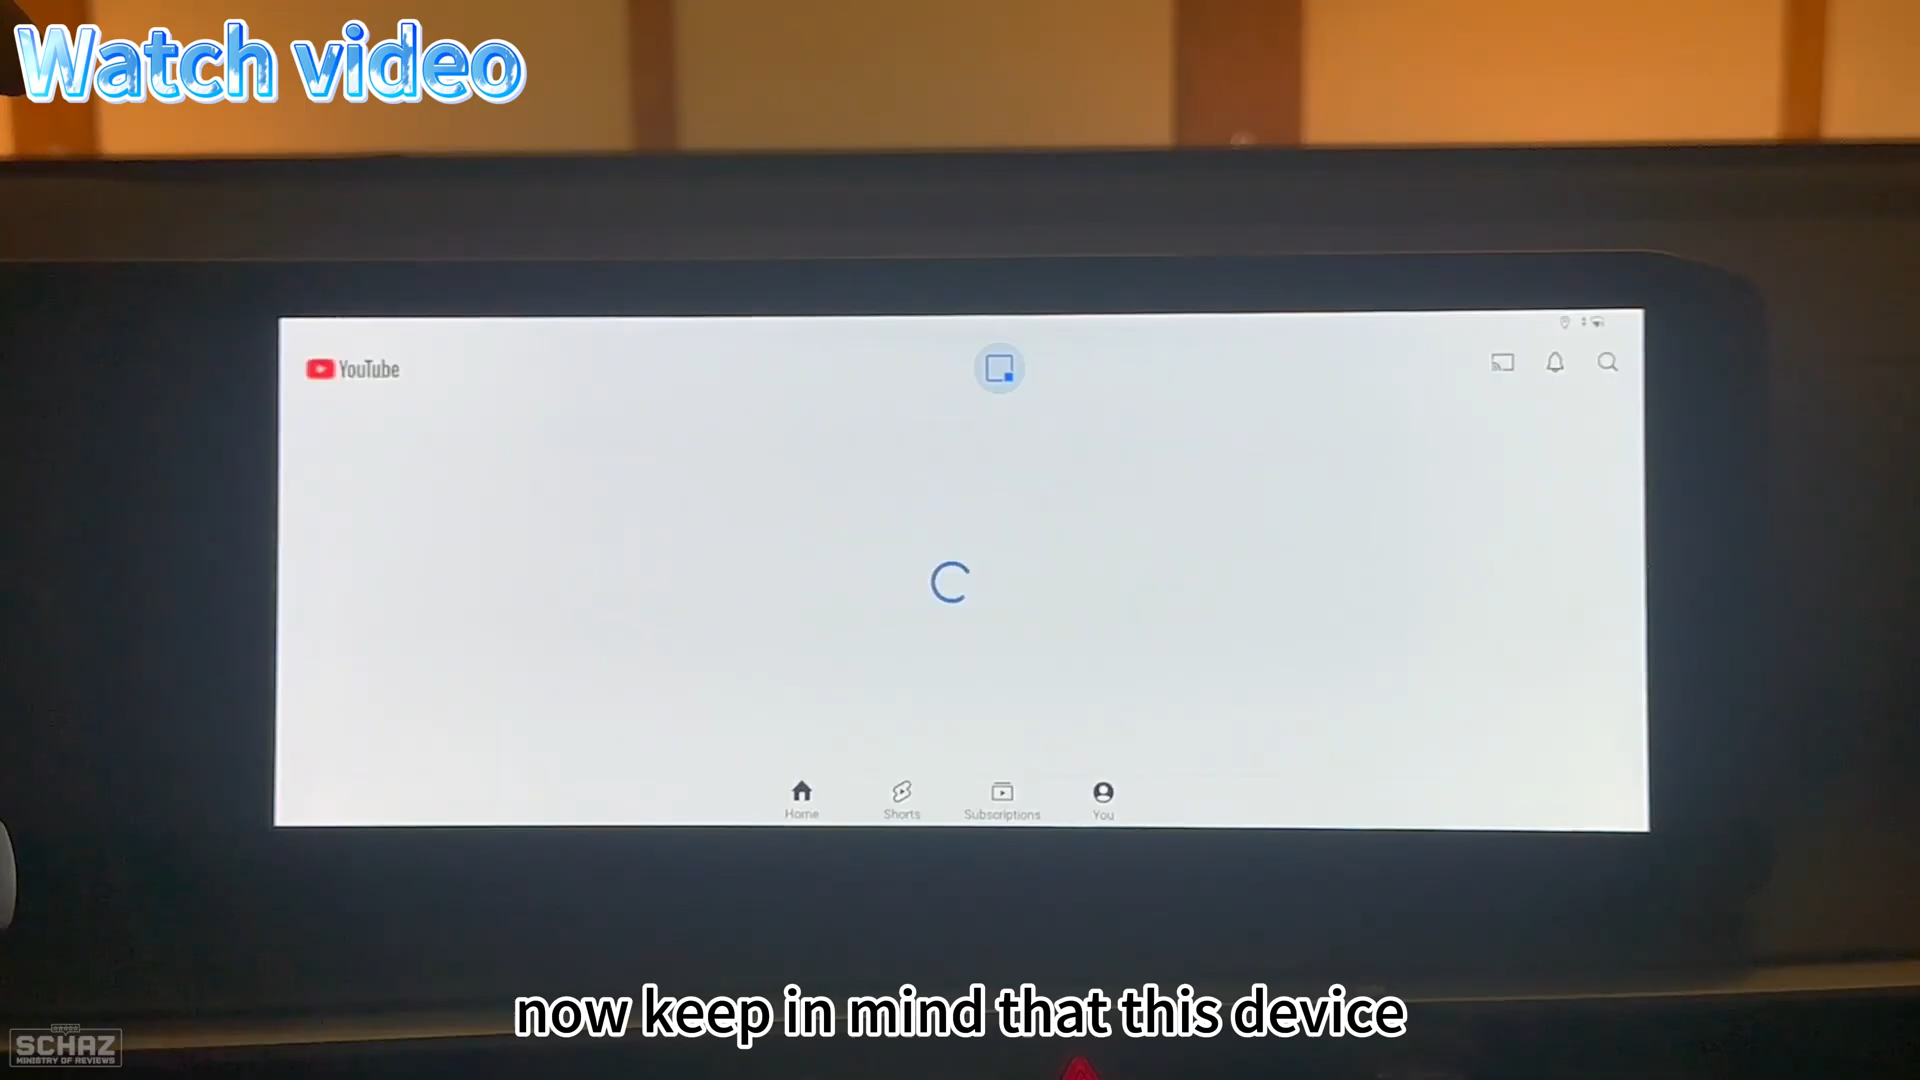 Watch video
YouTube
Home
Shorts
Subscriptions
You
now keep in mind that this device
SCHAZ
MINISTRY OF REVIEWS